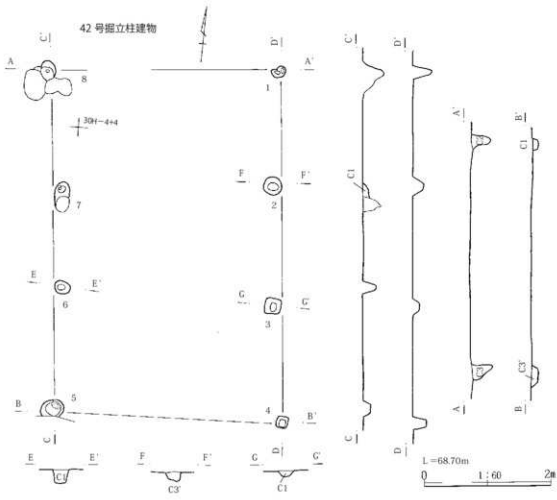 42号掘立柱建物
C'
D'
C'
D'
A
A'
8
1
30H-4+4
A'
B'
C1
F
F'
C1
7
2
E
E'
G
G'
6
3
B
5
4
B'
C3'
A
B
C
D
C
D
E
E'
F
F'
G
G'
C1
C3'
C1
L=68.70m
0
1:60
2m